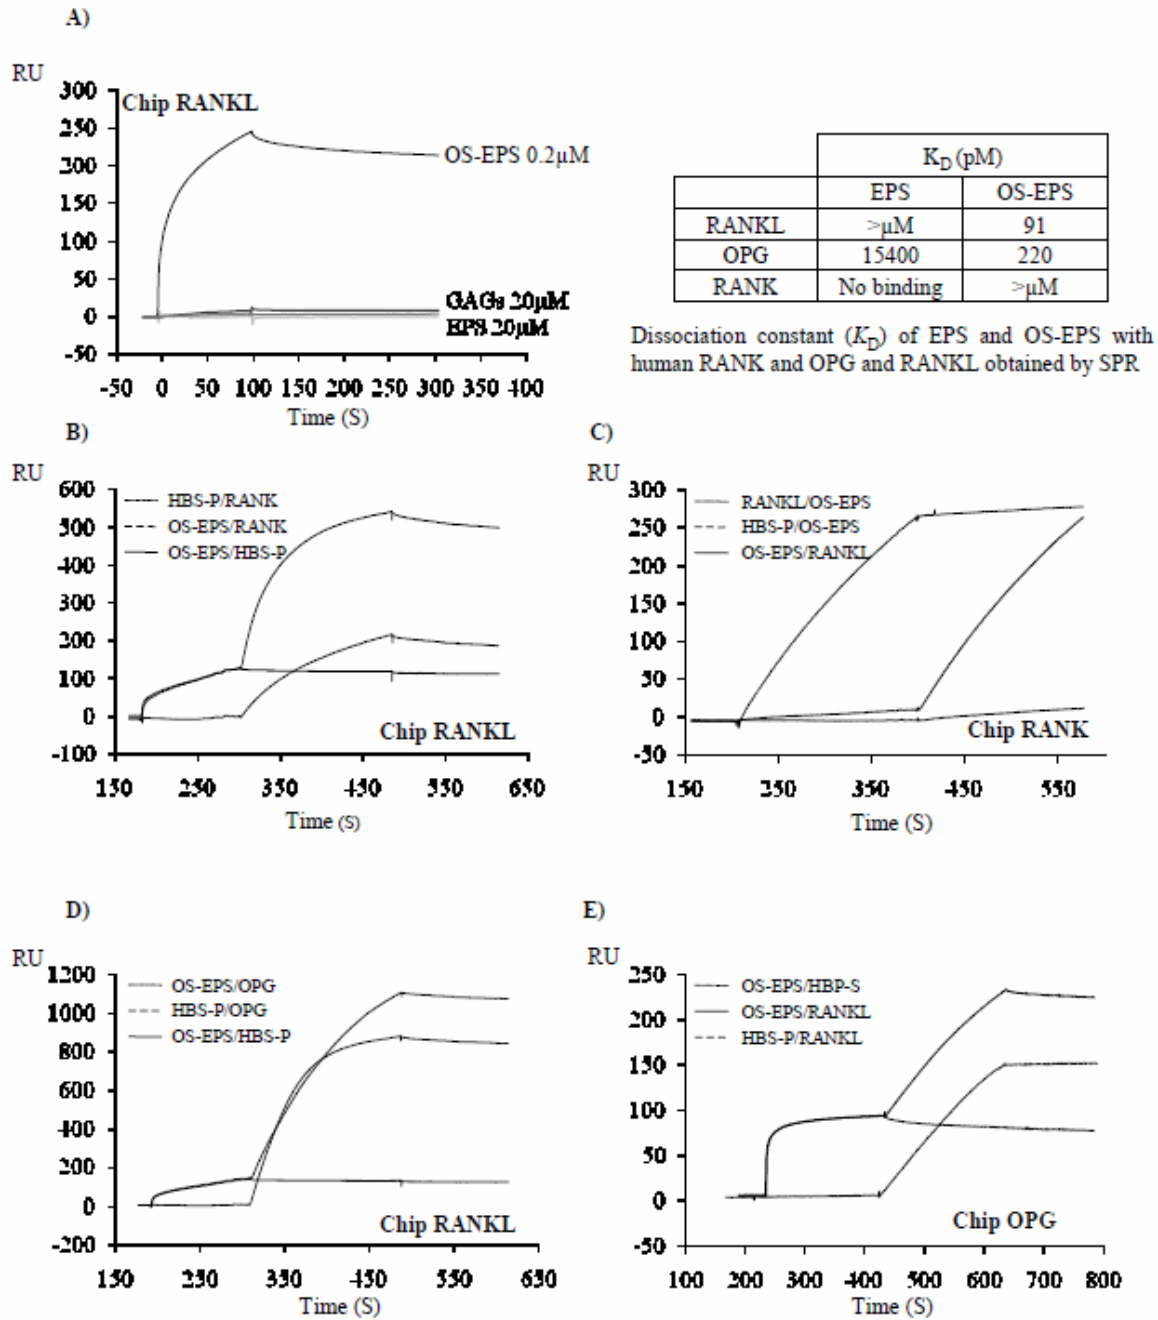 A)
RU
300
250
200
150
100
50
0
-50
Chip RANKL
OS-EPS 0.2µM
GAGs 20µM
EPS 20µM
-50 0 50 100 150 200 250 300 350 400
Time (S)
K_D (pM)
EPS OS-EPS
RANKL >µM 91
OPG 15400 220
RANK No binding >µM
Dissociation constant (K_D) of EPS and OS-EPS with
human RANK and OPG and RANKL obtained by SPR
B)
RU
600
500
400
300
200
100
0
-100
HBS-P/RANK
OS-EPS/RANK
OS-EPS/HBS-P
Chip RANKL
150 250 350 450 550 650
Time (S)
C)
RU
300
250
200
150
100
50
0
-50
RANKL/OS-EPS
HBS-P/OS-EPS
OS-EPS/RANKL
Chip RANK
150 250 350 450 550
Time (S)
D)
RU
1200
1000
800
600
400
200
0
-200
OS-EPS/OPG
HBS-P/OPG
OS-EPS/HBS-P
Chip RANKL
150 250 350 450 550 650
Time (S)
E)
RU
250
200
150
100
50
0
-50
OS-EPS/HBP-S
OS-EPS/RANKL
HBS-P/RANKL
Chip OPG
100 200 300 400 500 600 700 800
Time (S)